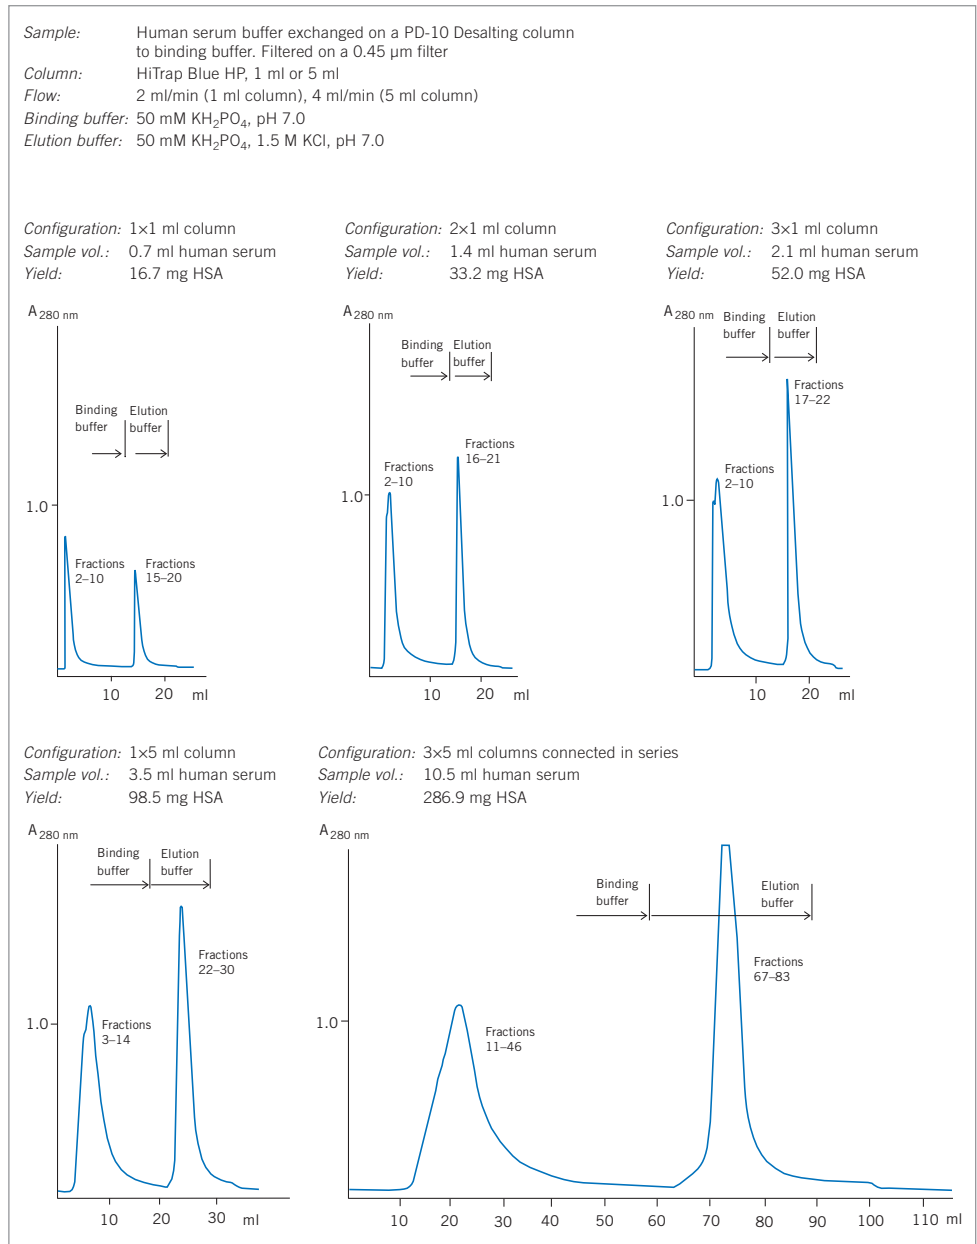 Sample: Human serum buffer exchanged on a PD-10 Desalting column
to binding buffer. Filtered on a 0.45 µm filter
Column: HiTrap Blue HP, 1 ml or 5 ml
Flow: 2 ml/min (1 ml column), 4 ml/min (5 ml column)
Binding buffer: 50 mM KH2PO4, pH 7.0
Elution buffer: 50 mM KH2PO4, 1.5 M KCl, pH 7.0
Configuration: 1×1 ml column
Sample vol.: 0.7 ml human serum
Yield: 16.7 mg HSA
A 280 nm
Binding
buffer
Elution
buffer
1.0
Fractions
2–10
Fractions
15–20
10 20 ml
Configuration: 2×1 ml column
Sample vol.: 1.4 ml human serum
Yield: 33.2 mg HSA
A 280 nm
Binding
buffer
Elution
buffer
Fractions
16–21
Fractions
2–10
1.0
10 20 ml
Configuration: 3×1 ml column
Sample vol.: 2.1 ml human serum
Yield: 52.0 mg HSA
A 280 nm
Binding
buffer
Elution
buffer
Fractions
17–22
Fractions
2–10
1.0
10 20 ml
Configuration: 1×5 ml column
Sample vol.: 3.5 ml human serum
Yield: 98.5 mg HSA
A 280 nm
Binding
buffer
Elution
buffer
Fractions
22–30
1.0
Fractions
3–14
10 20 30 ml
Configuration: 3×5 ml columns connected in series
Sample vol.: 10.5 ml human serum
Yield: 286.9 mg HSA
A 280 nm
Binding
buffer
Elution
buffer
Fractions
67–83
1.0
Fractions
11–46
10 20 30 40 50 60 70 80 90 100 110 ml